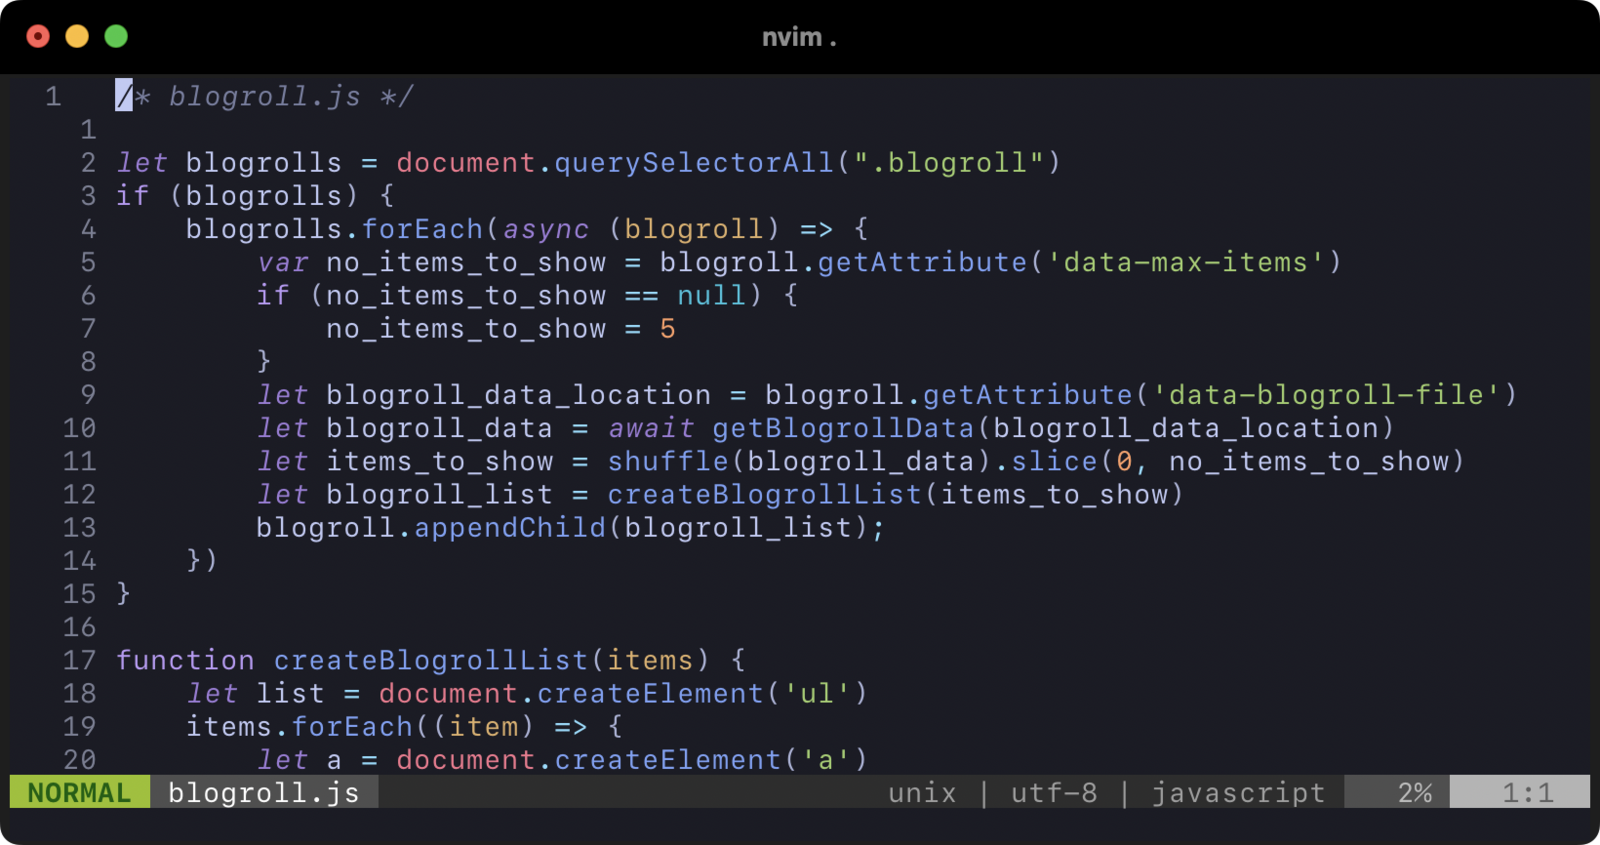 nvim .
1 /* blogroll.js */
1
2 let blogrolls = document.querySelectorAll(".blogroll")
3 if (blogrolls) {
4     blogrolls.forEach(async (blogroll) => {
5         var no_items_to_show = blogroll.getAttribute('data-max-items')
6         if (no_items_to_show == null) {
7             no_items_to_show = 5
8         }
9         let blogroll_data_location = blogroll.getAttribute('data-blogroll-file')
10         let blogroll_data = await getBlogrollData(blogroll_data_location)
11         let items_to_show = shuffle(blogroll_data).slice(0, no_items_to_show)
12         let blogroll_list = createBlogrollList(items_to_show)
13         blogroll.appendChild(blogroll_list);
14     })
15 }
16
17 function createBlogrollList(items) {
18     let list = document.createElement('ul')
19     items.forEach((item) => {
20         let a = document.createElement('a')
NORMAL blogroll.js unix | utf-8 | javascript 2% 1:1